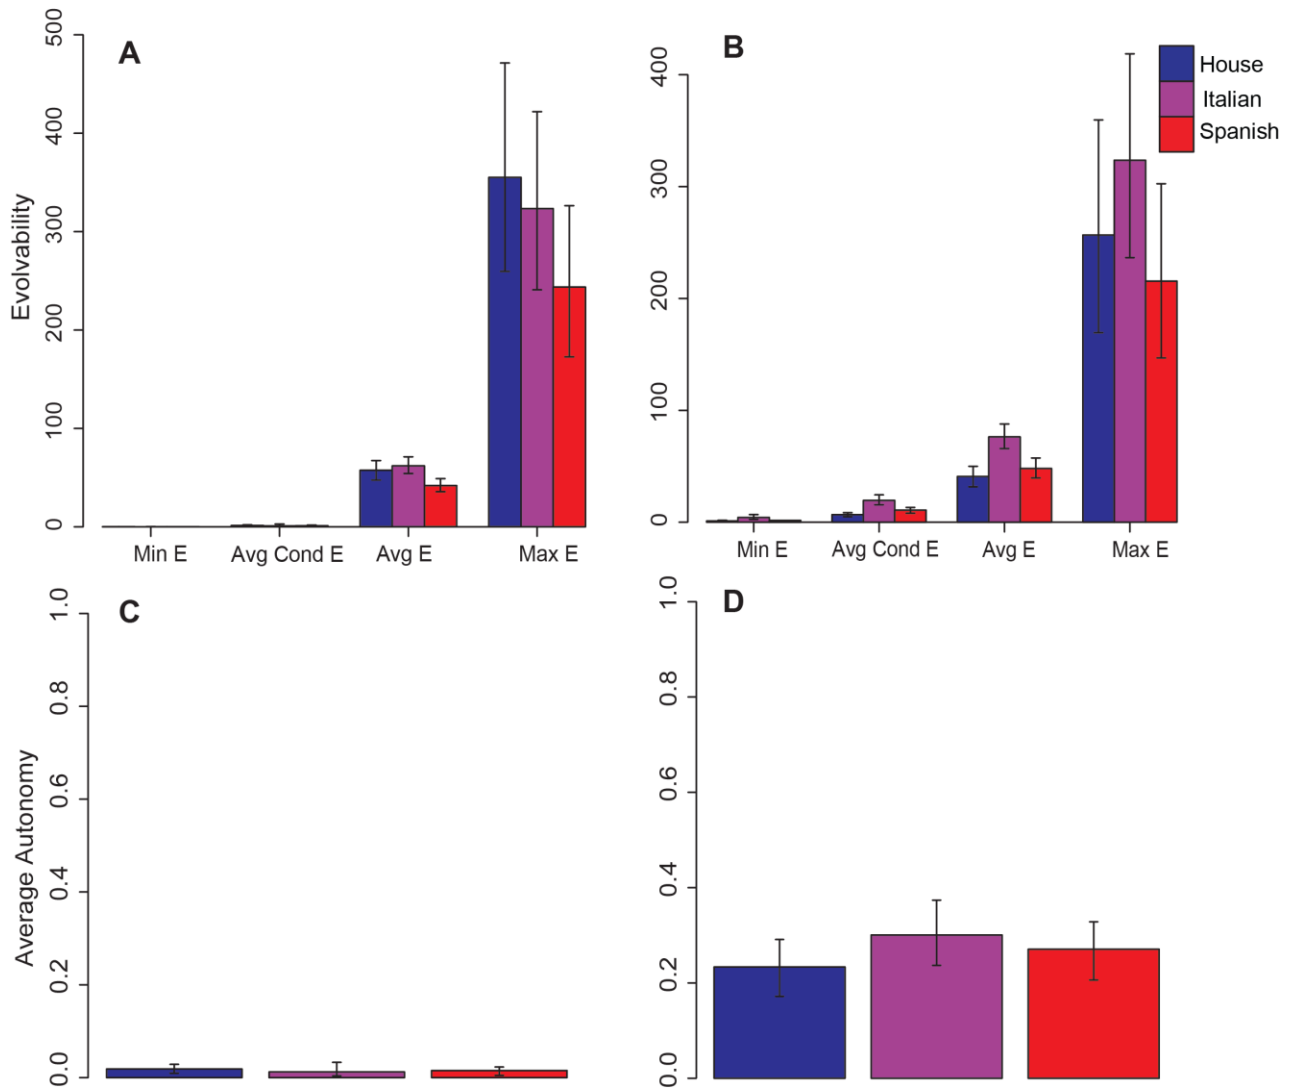 A
500
400
300
200
100
0
Evolvability
Min E
Avg Cond E
Avg E
Max E
B
400
300
200
100
0
Min E
Avg Cond E
Avg E
Max E
House
Italian
Spanish
C
1.0
0.8
0.6
0.4
0.2
0.0
Average Autonomy
D
1.0
0.8
0.6
0.4
0.2
0.0